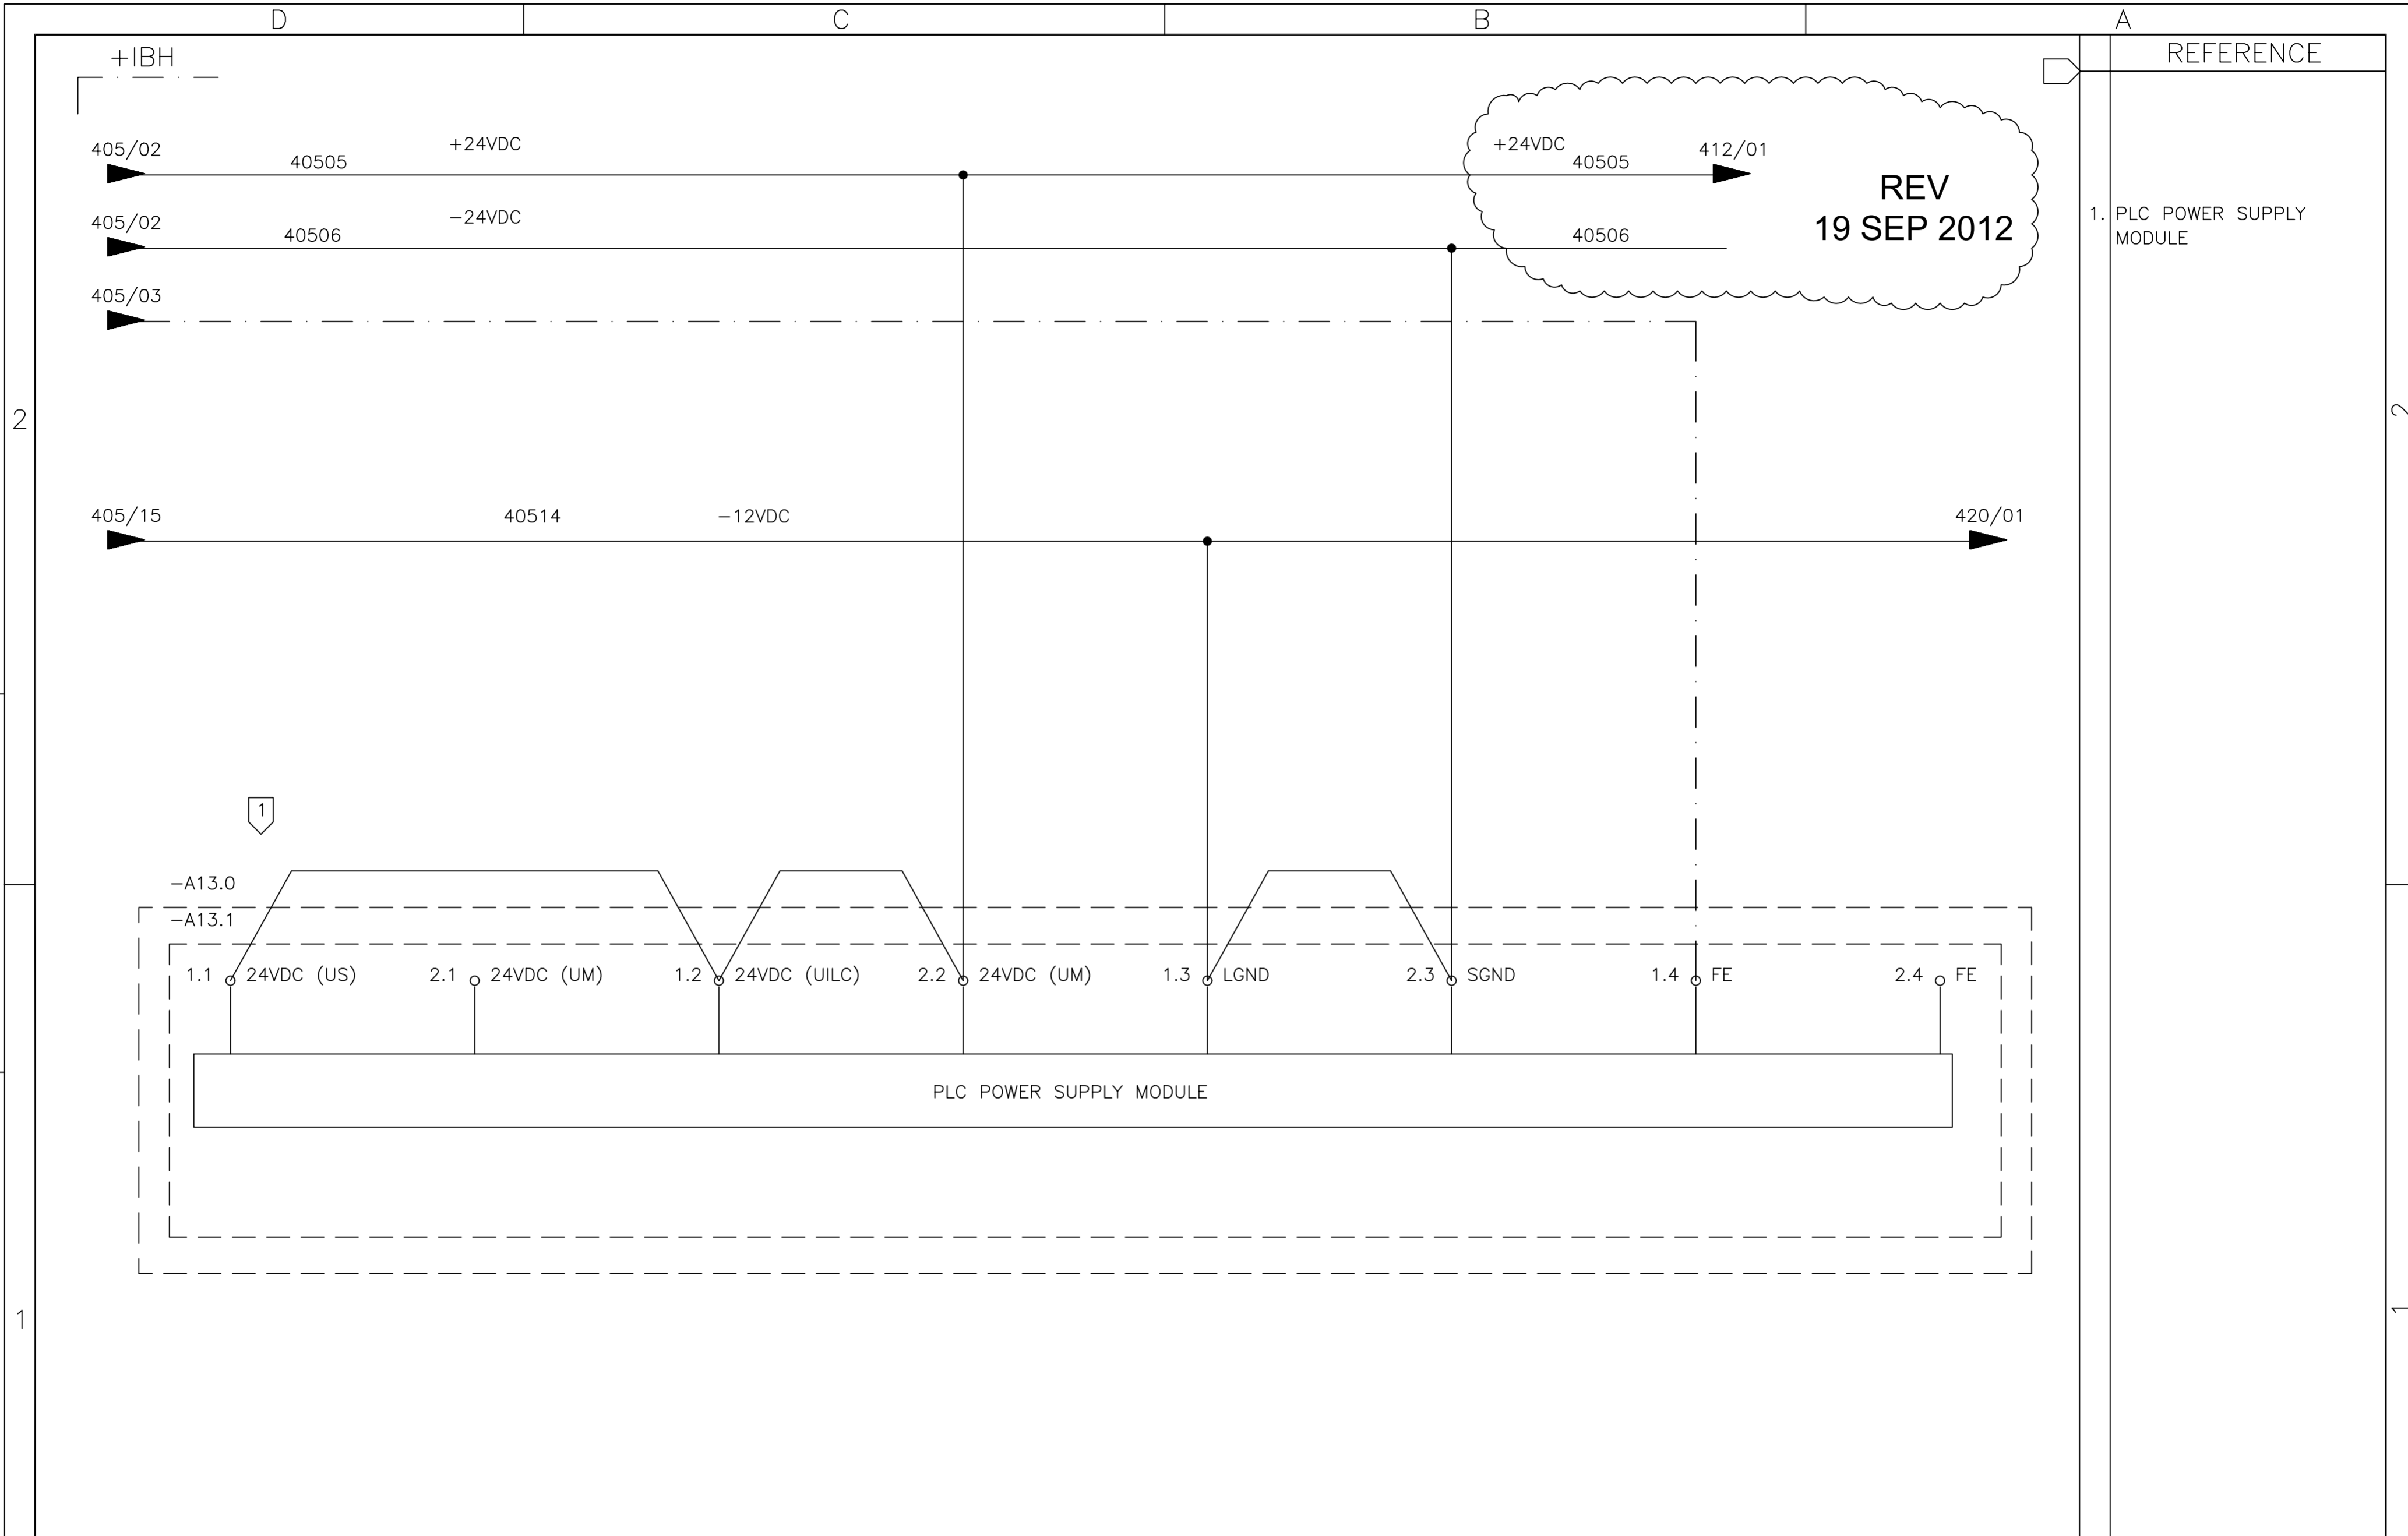 D C B A
+IBH
REFERENCE
405/02 40505 +24VDC +24VDC 40505 412/01
REV
19 SEP 2012
405/02 40506 −24VDC 40506
1. PLC POWER SUPPLY
MODULE
405/03
2 2
405/15 40514 −12VDC 420/01
1
−A13.0
−A13.1
1.1 24VDC (US) 2.1 24VDC (UM) 1.2 24VDC (UILC) 2.2 24VDC (UM) 1.3 LGND 2.3 SGND 1.4 FE 2.4 FE
PLC POWER SUPPLY MODULE
1 1